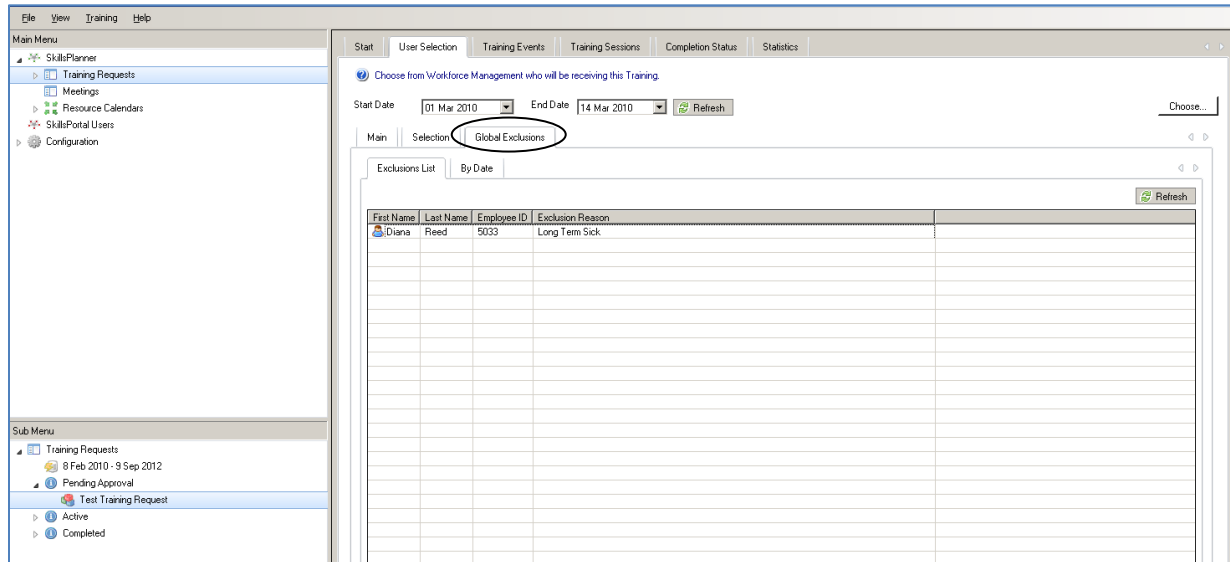 File View Training Help
Main Menu
SkillsPlanner
Training Requests
Meetings
Resource Calendars
SkillsPortal Users
Configuration
Sub Menu
Training Requests
8 Feb 2010 - 9 Sep 2012
Pending Approval
Test Training Request
Active
Completed
Start User Selection Training Events Training Sessions Completion Status Statistics
Choose from Workforce Management who will be receiving this Training.
Start Date 01 Mar 2010 End Date 14 Mar 2010 Refresh Choose...
Main Selection Global Exclusions
Exclusions List By Date
Refresh
First Name Last Name Employee ID Exclusion Reason
Diana Reed 5033 Long Term Sick